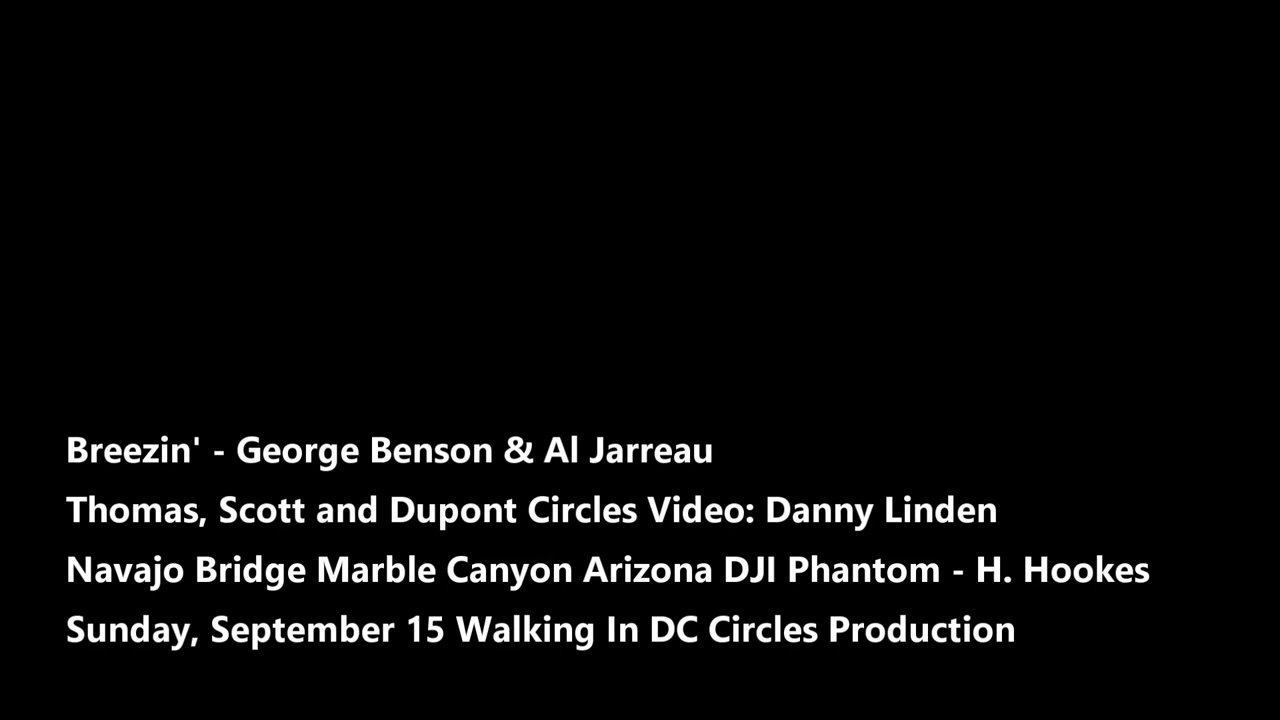 Breezin' - George Benson & Al Jarreau
Thomas, Scott and Dupont Circles Video: Danny Linden
Navajo Bridge Marble Canyon Arizona DJI Phantom - H. Hookes
Sunday, September 15 Walking In DC Circles Production